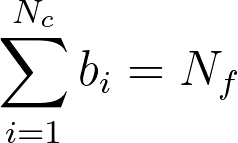 \sum_{i=1}^{N_c} b_i = N_f